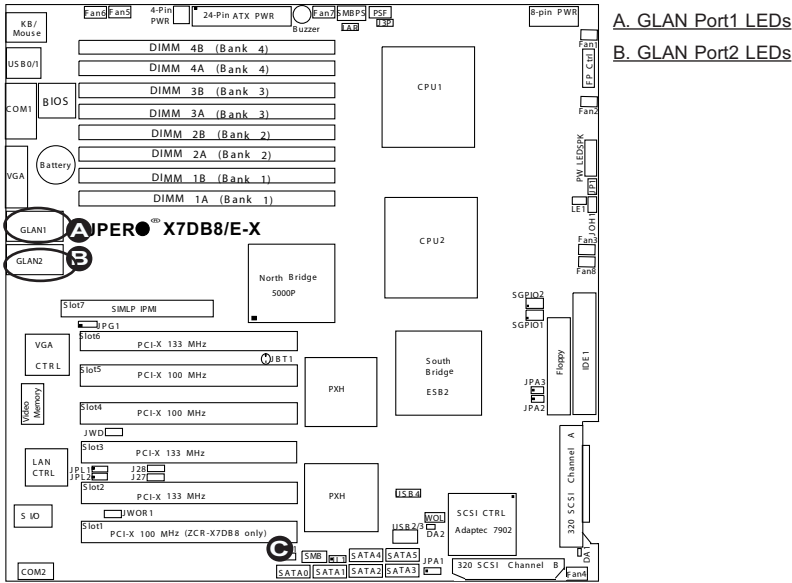 KB/
Mouse
Fan6 Fan5
4-Pin
PWR
24-Pin ATX PWR
Buzzer
Fan7
SMBPS
PSF
JAR
J3P
8-pin PWR
A. GLAN Port1 LEDs
B. GLAN Port2 LEDs
USB0/1
DIMM 4B (Bank 4)
DIMM 4A (Bank 4)
DIMM 3B (Bank 3)
DIMM 3A (Bank 3)
DIMM 2B (Bank 2)
DIMM 2A (Bank 2)
DIMM 1B (Bank 1)
DIMM 1A (Bank 1)
COM1
BIOS
Battery
VGA
CPU1
Fan1
FP Ctrl
Fan2
PW LED
SPK
JP1
LE1
JOH1
GLAN1
A
UPER ® X7DB8/E-X
GLAN2
B
CPU2
Fan3
Fan8
North Bridge
5000P
Slot7
SIMLP IPMI
JPG1
SGPIO2
SGPIO1
VGA
CTRL
Slot6
PCI-X 133 MHz
JBT1
Slot5
PCI-X 100 MHz
PXH
South
Bridge
ESB2
Floppy
IDE1
JPA3
JPA2
Video
Memory
Slot4
PCI-X 100 MHz
JWD
Slot3
PCI-X 133 MHz
LAN
CTRL
JPL1
JPL2
J28
J27
Slot2
PCI-X 133 MHz
PXH
320 SCSI Channel A
S I/O
JWOR1
Slot1
PCI-X 100 MHz (ZCR-X7DB8 only)
USB4
WOL
USB2/3
DA2
SCSI CTRL
Adaptec 7902
C
SMB
SATA4
SATA5
SATA0
SATA1
SATA2
SATA3
JPA1
320 SCSI Channel B
DA1
Fan4
COM2